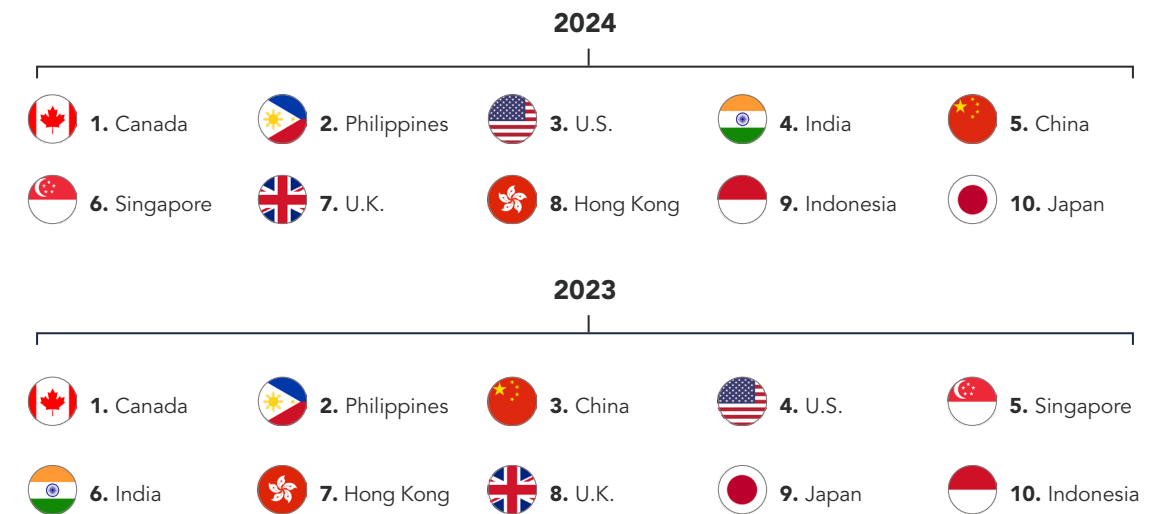 2024
1. Canada
2. Philippines
3. U.S.
4. India
5. China
6. Singapore
7. U.K.
8. Hong Kong
9. Indonesia
10. Japan
2023
1. Canada
2. Philippines
3. China
4. U.S.
5. Singapore
6. India
7. Hong Kong
8. U.K.
9. Japan
10. Indonesia